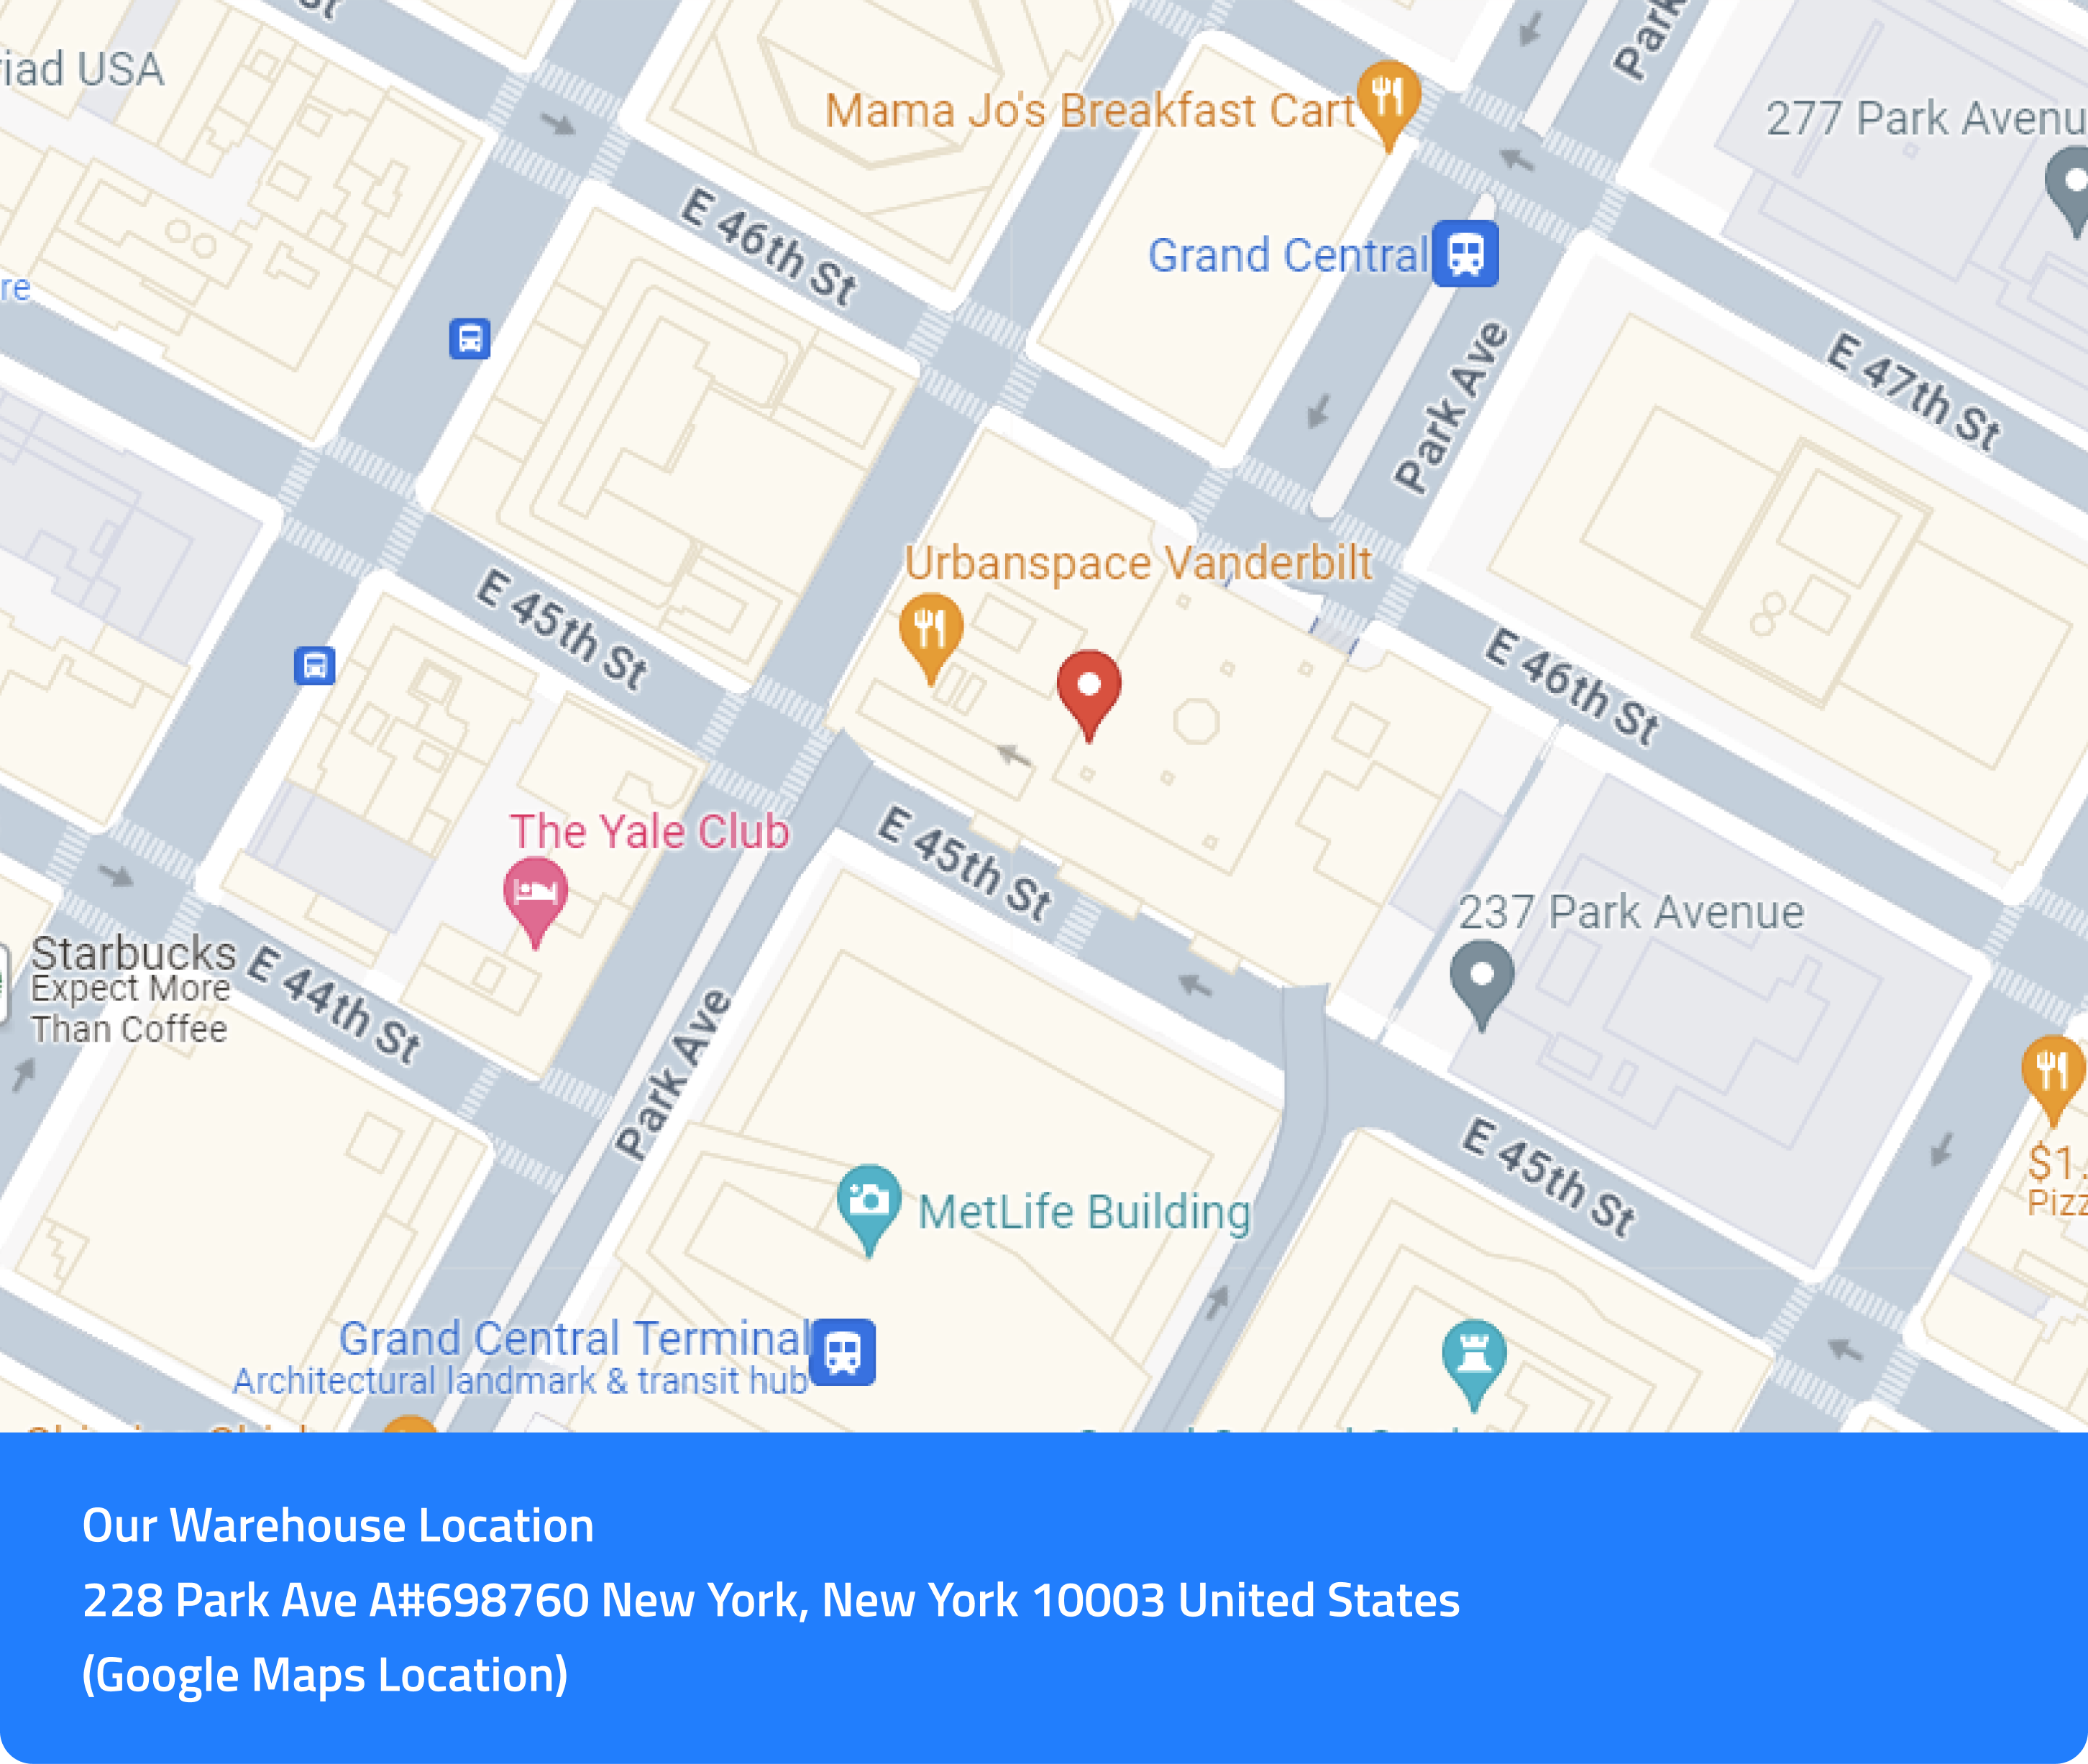 USA
Park
Mama Jo's Breakfast Cart
277 Park Avenu
E 46th St
Grand Central
re
Park Ave
E 47th St
Urbanspace Vanderbilt
E 45th St
E 46th St
The Yale Club
E 45th St
237 Park Avenue
Starbucks
Expect More
Than Coffee
E 44th St
Park Ave
E 45th St
$1.
Pizz
MetLife Building
Grand Central Terminal
Architectural landmark & transit hub
Our Warehouse Location
228 Park Ave A#698760 New York, New York 10003 United States
(Google Maps Location)